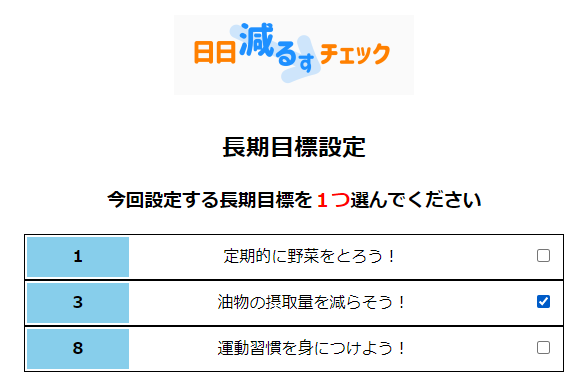 日日減るすチェック
長期目標設定
今回設定する長期目標を１つ選んでください
1 定期的に野菜をとろう！
3 油物の摂取量を減らそう！
8 運動習慣を身につけよう！